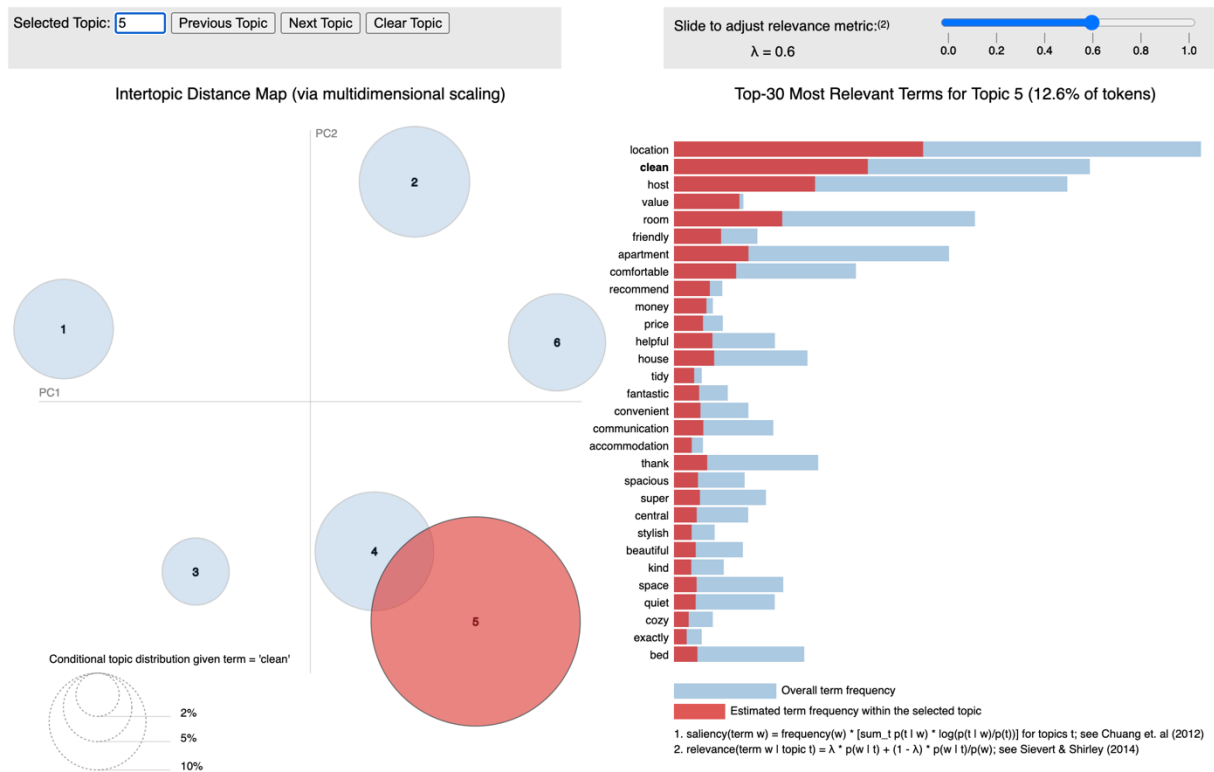 Selected Topic: 5 Previous Topic Next Topic Clear Topic
Slide to adjust relevance metric:(2)
λ = 0.6
0.0 0.2 0.4 0.6 0.8 1.0
Intertopic Distance Map (via multidimensional scaling)
PC2
2
1
6
PC1
4
3
5
Conditional topic distribution given term = 'clean'
2%
5%
10%
Top-30 Most Relevant Terms for Topic 5 (12.6% of tokens)
location
clean
host
value
room
friendly
apartment
comfortable
recommend
money
price
helpful
house
tidy
fantastic
convenient
communication
accommodation
thank
spacious
super
central
stylish
beautiful
kind
space
quiet
cozy
exactly
bed
Overall term frequency
Estimated term frequency within the selected topic
1. saliency(term w) = frequency(w) * [sum_t p(t | w) * log(p(t | w)/p(t))] for topics t; see Chuang et. al (2012)
2. relevance(term w | topic t) = λ * p(w | t) + (1 - λ) * p(w | t)/p(w); see Sievert & Shirley (2014)